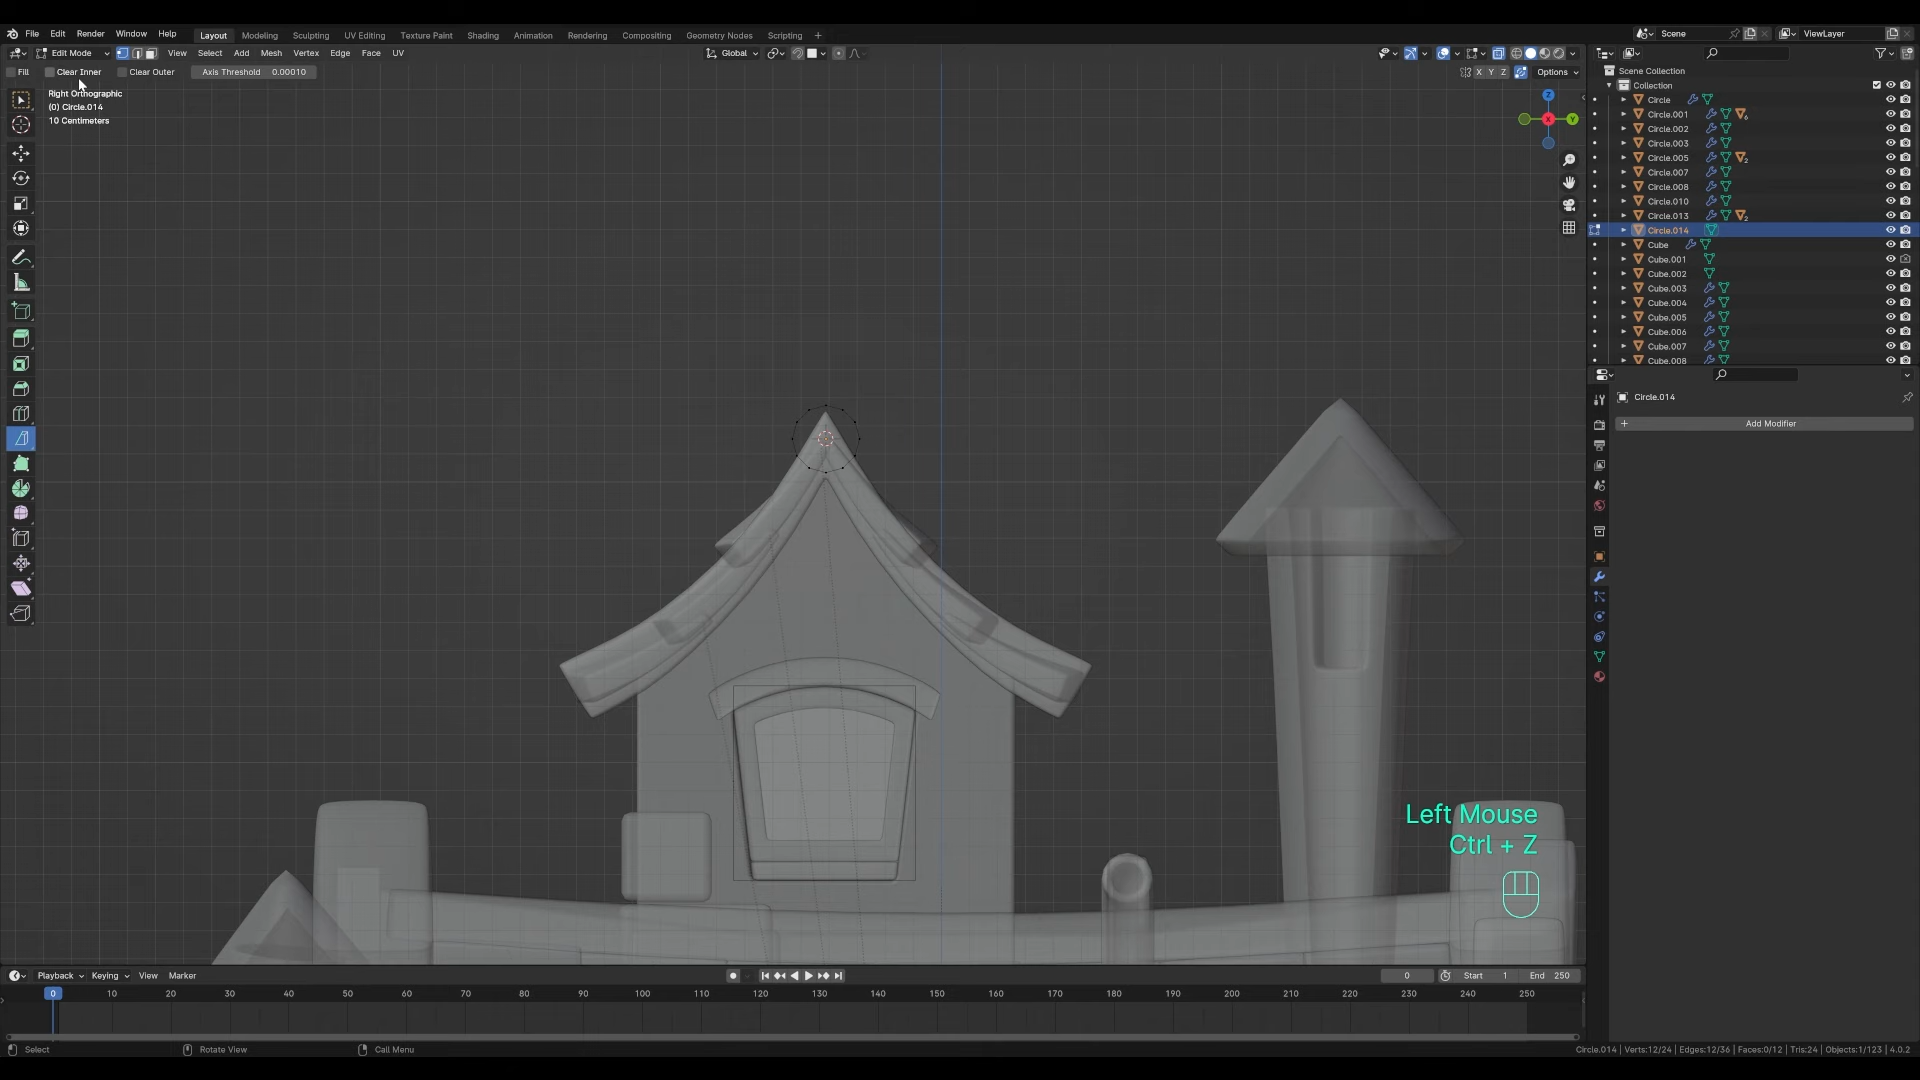 File Edit Render Window Help Layout Modeling Sculpting UV Editing Texture Paint Shading Animation Rendering Compositing Geometry Nodes Scripting + Scene ViewLayer
Edit Mode View Select Add Mesh Vertex Edge Face UV Global
Fill Clear Inner Clear Outer Axis Threshold 0.00010 X Y Z Options
Right Orthographic
(0) Circle.014
10 Centimeters
Z
X
Y
Scene Collection
Collection
Circle
Circle.001
Circle.002
Circle.003
Circle.005
Circle.007
Circle.008
Circle.010
Circle.013
Circle.014
Cube
Cube.001
Cube.002
Cube.003
Cube.004
Cube.005
Cube.006
Cube.007
Cube.008
Circle.014
+ Add Modifier
Left Mouse
Ctrl + Z
Playback Keying View Marker 0 Start 1 End 250
0 10 20 30 40 50 60 70 80 90 100 110 120 130 140 150 160 170 180 190 200 210 220 230 240 250
Select Rotate View Call Menu Circle.014 | Verts:12/24 | Edges:12/36 | Faces:0/12 | Tris:24 | Objects:1/123 | 4.0.2